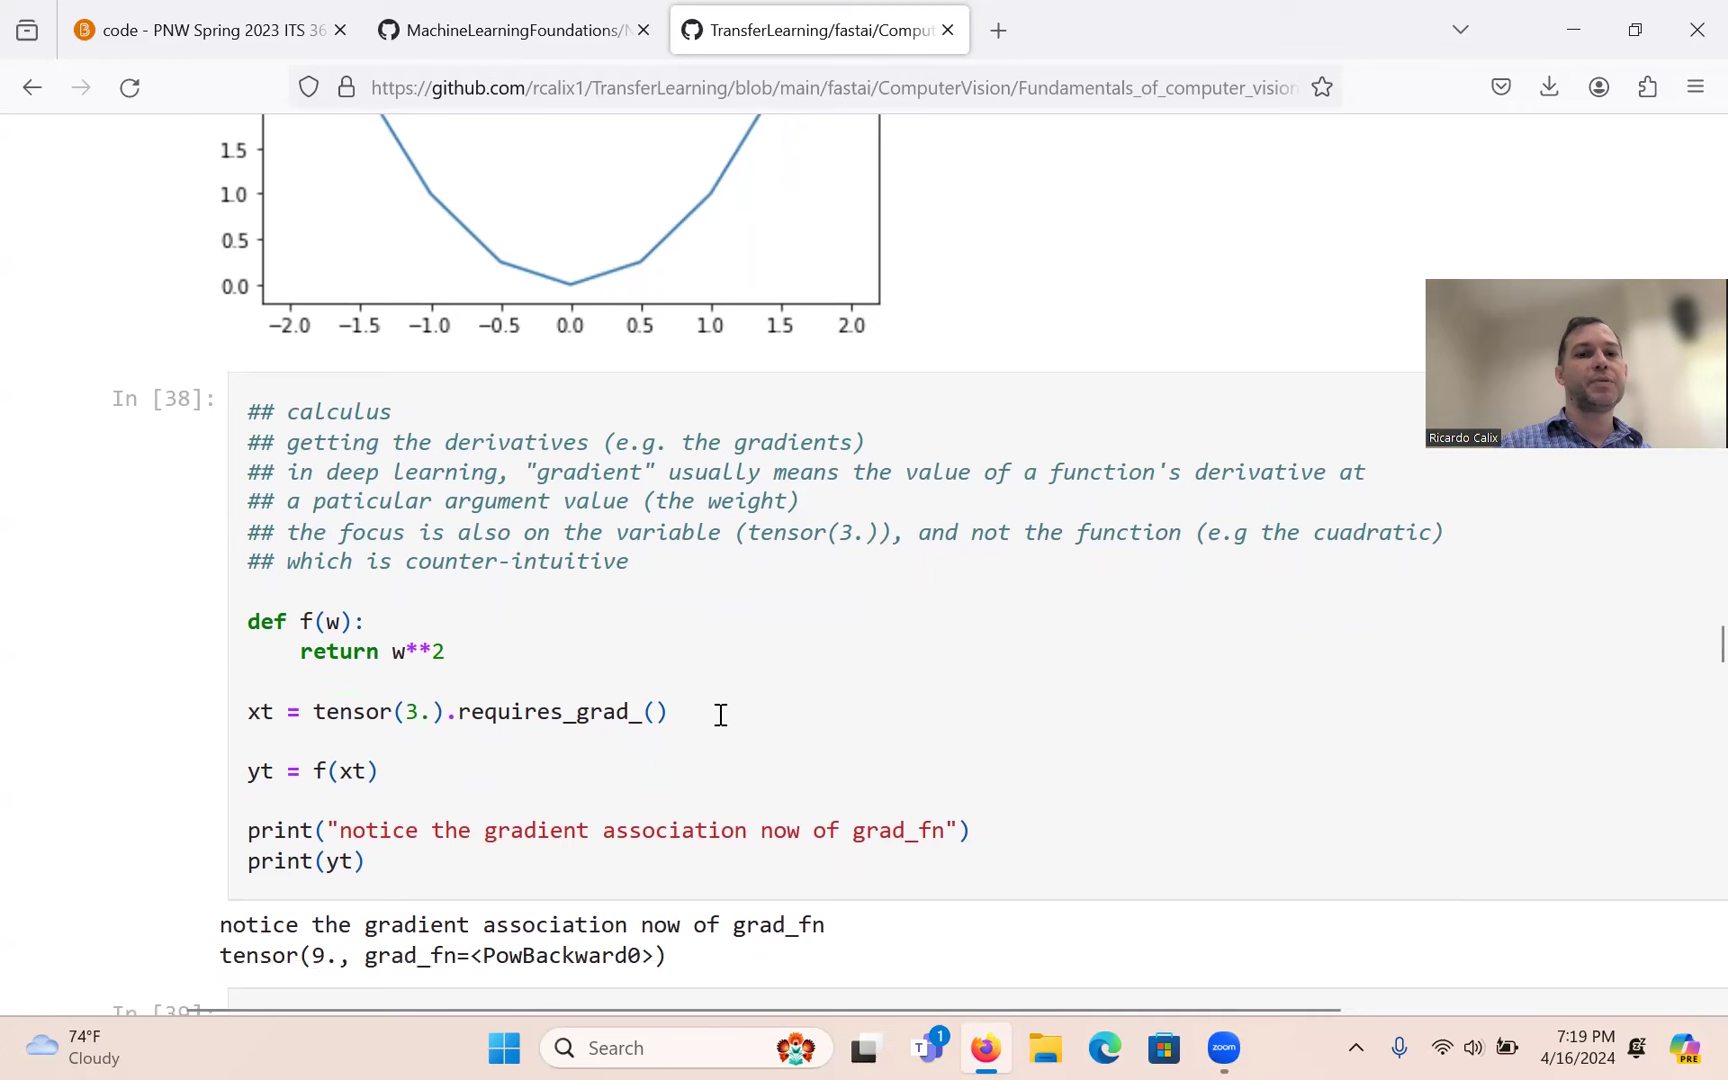 code - PNW Spring 2023 ITS 36
MachineLearningFoundations/N
TransferLearning/fastai/Comput
https://github.com/rcalix1/TransferLearning/blob/main/fastai/ComputerVision/Fundamentals_of_computer_vision
1.5
1.0
0.5
0.0
−2.0 −1.5 −1.0 −0.5 0.0 0.5 1.0 1.5 2.0
Ricardo Calix
In [38]:
## calculus
## getting the derivatives (e.g. the gradients)
## in deep learning, "gradient" usually means the value of a function's derivative at
## a paticular argument value (the weight)
## the focus is also on the variable (tensor(3.)), and not the function (e.g the cuadratic)
## which is counter-intuitive
def f(w):
return w**2
xt = tensor(3.).requires_grad_()
yt = f(xt)
print("notice the gradient association now of grad_fn")
print(yt)
notice the gradient association now of grad_fn
tensor(9., grad_fn=<PowBackward0>)
In [39]:
74°F
Cloudy
Search
T
1
zoom
7:19 PM
4/16/2024
PRE